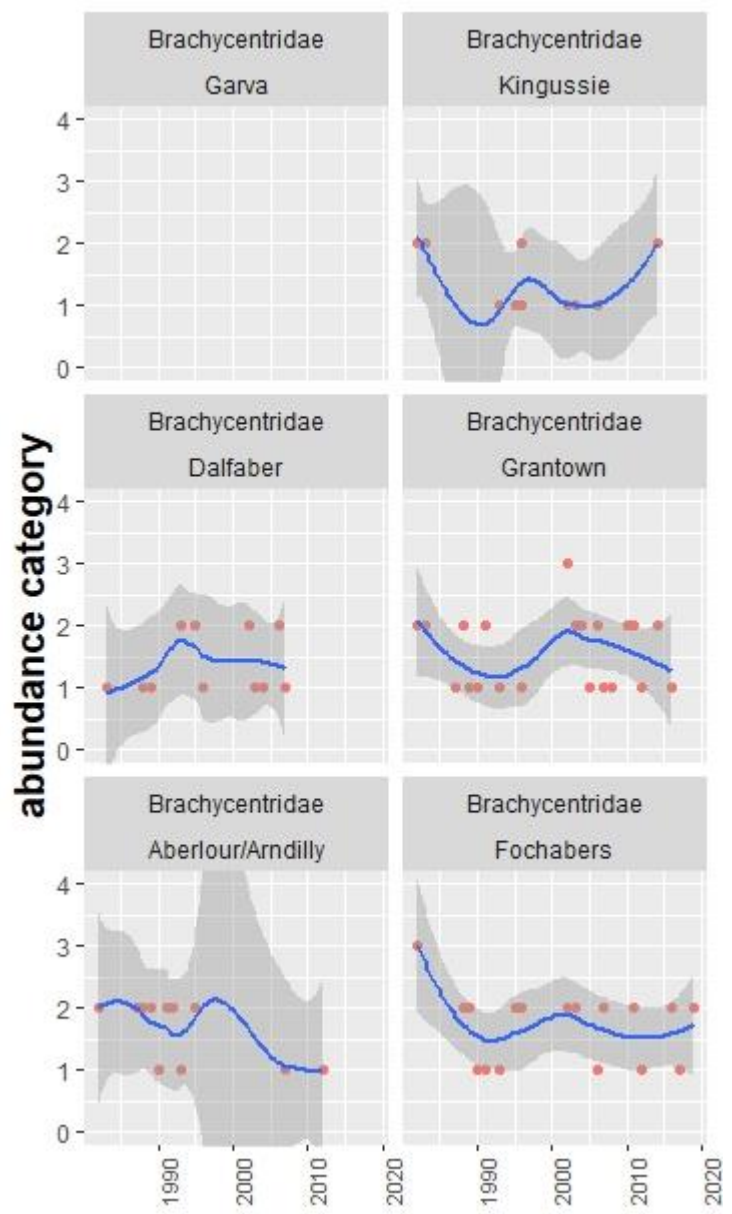 Brachycentridae
Garva
Brachycentridae
Kingussie
4
3
2
1
0
Brachycentridae
Dalfaber
Brachycentridae
Grantown
4
3
2
1
0
abundance category
Brachycentridae
Aberlour/Arndilly
Brachycentridae
Fochabers
4
3
2
1
0
1990
2000
2010
2020
1990
2000
2010
2020